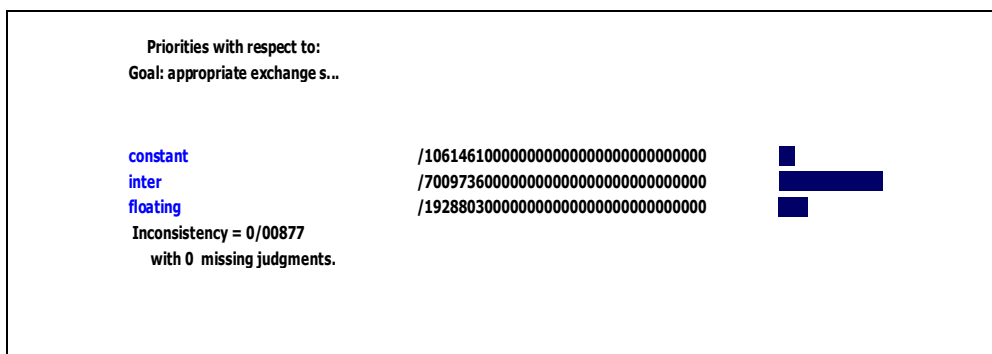 Priorities with respect to:
Goal: appropriate exchange s...
constant /1061461000000000000000000000000000
inter /7009736000000000000000000000000000
floating /1928803000000000000000000000000000
Inconsistency = 0/00877
with 0 missing judgments.